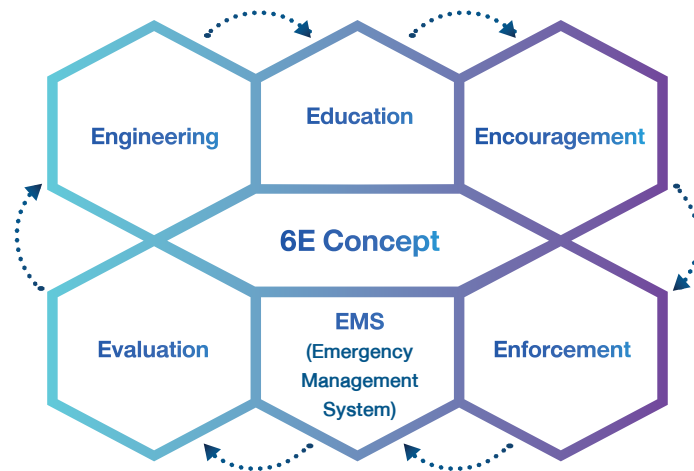 Engineering
Education
Encouragement
6E Concept
Evaluation
EMS
(Emergency
Management
System)
Enforcement